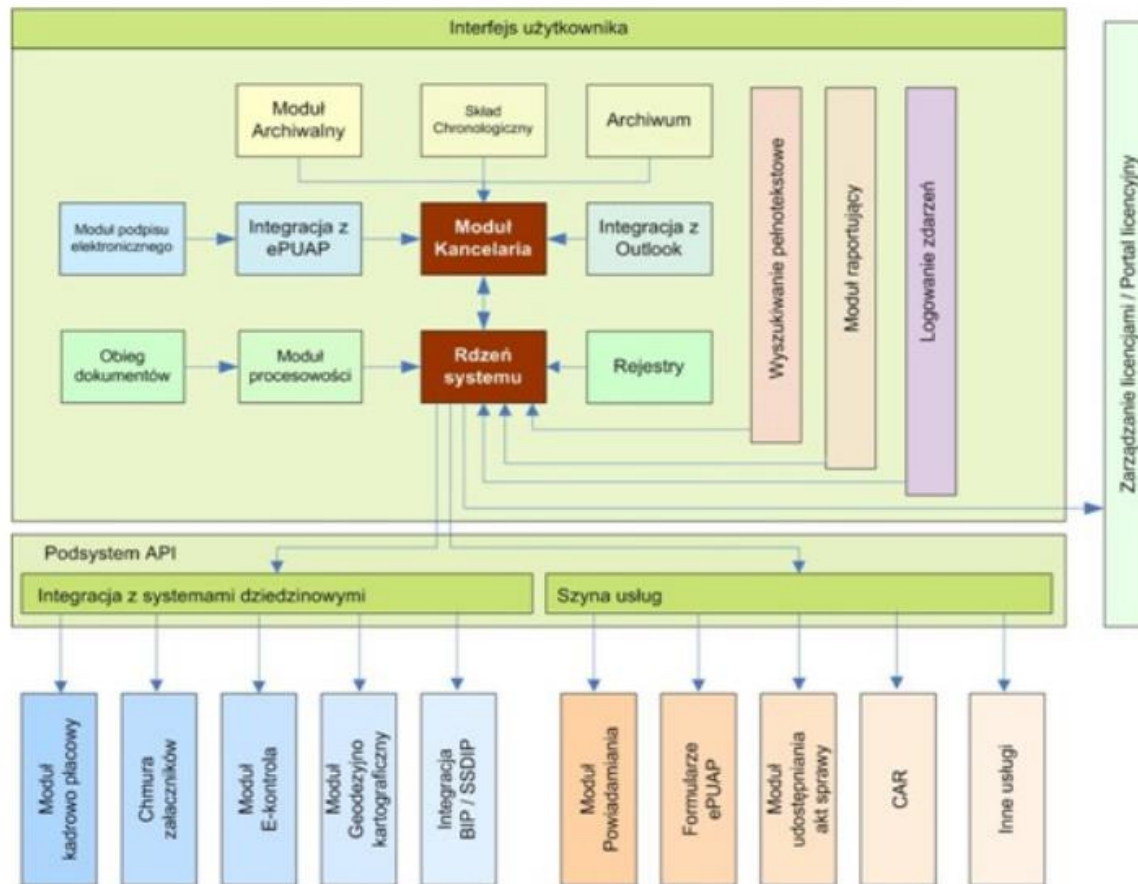 Interfejs użytkownika
Moduł
Archiwalny
Skład
Chronologiczny
Archiwum
Moduł podpisu
elektronicznego
Integracja z
ePUAP
Moduł
Kancelaria
Integracja z
Outlook
Obieg
dokumentów
Moduł
procesowości
Rdzeń
systemu
Rejestry
Wyszukiwanie pełnotekstowe
Moduł raportujący
Logowanie zdarzeń
Zarządzanie licencjami / Portal licencyjny
Podsystem API
Integracja z systemami dziedzinowymi
Szyna usług
Moduł
kadrowo płacowy
Chmura
załaczników
Moduł
E-kontrola
Moduł
Geodezyjno
kartograficzny
Integracja
BIP / SSDIP
Moduł
Powiadamiania
Formularze
ePUAP
Moduł
udostępniania
akt sprawy
CAR
Inne usługi